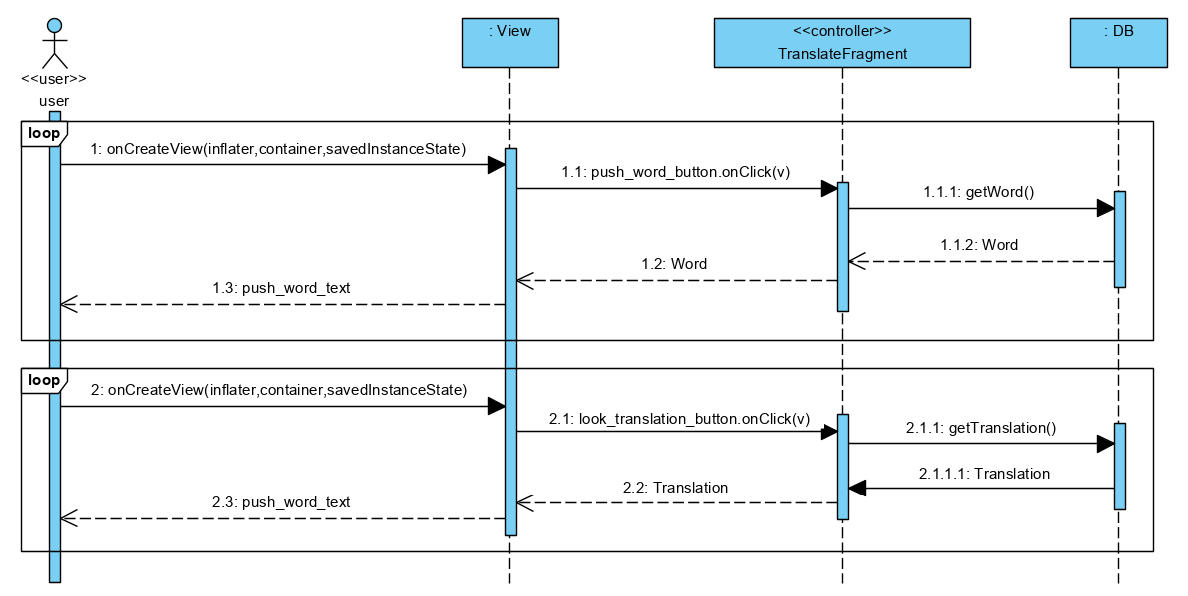 : View
<<controller>>
TranslateFragment
: DB
<<user>>
user
loop
1: onCreateView(inflater,container,savedInstanceState)
1.1: push_word_button.onClick(v)
1.1.1: getWord()
1.1.2: Word
1.2: Word
1.3: push_word_text
loop
2: onCreateView(inflater,container,savedInstanceState)
2.1: look_translation_button.onClick(v)
2.1.1: getTranslation()
2.1.1.1: Translation
2.2: Translation
2.3: push_word_text